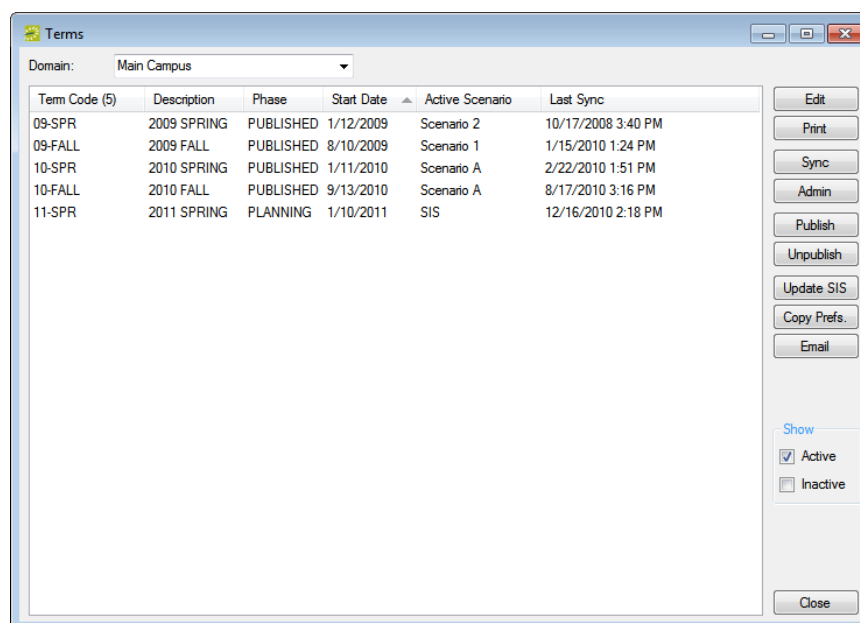 Terms
Domain: Main Campus
Term Code (5) Description Phase Start Date Active Scenario Last Sync
09-SPR 2009 SPRING PUBLISHED 1/12/2009 Scenario 2 10/17/2008 3:40 PM
09-FALL 2009 FALL PUBLISHED 8/10/2009 Scenario 1 1/15/2010 1:24 PM
10-SPR 2010 SPRING PUBLISHED 1/11/2010 Scenario A 2/22/2010 1:51 PM
10-FALL 2010 FALL PUBLISHED 9/13/2010 Scenario A 8/17/2010 3:16 PM
11-SPR 2011 SPRING PLANNING 1/10/2011 SIS 12/16/2010 2:18 PM
Edit
Print
Sync
Admin
Publish
Unpublish
Update SIS
Copy Prefs.
Email
Show
Active
Inactive
Close